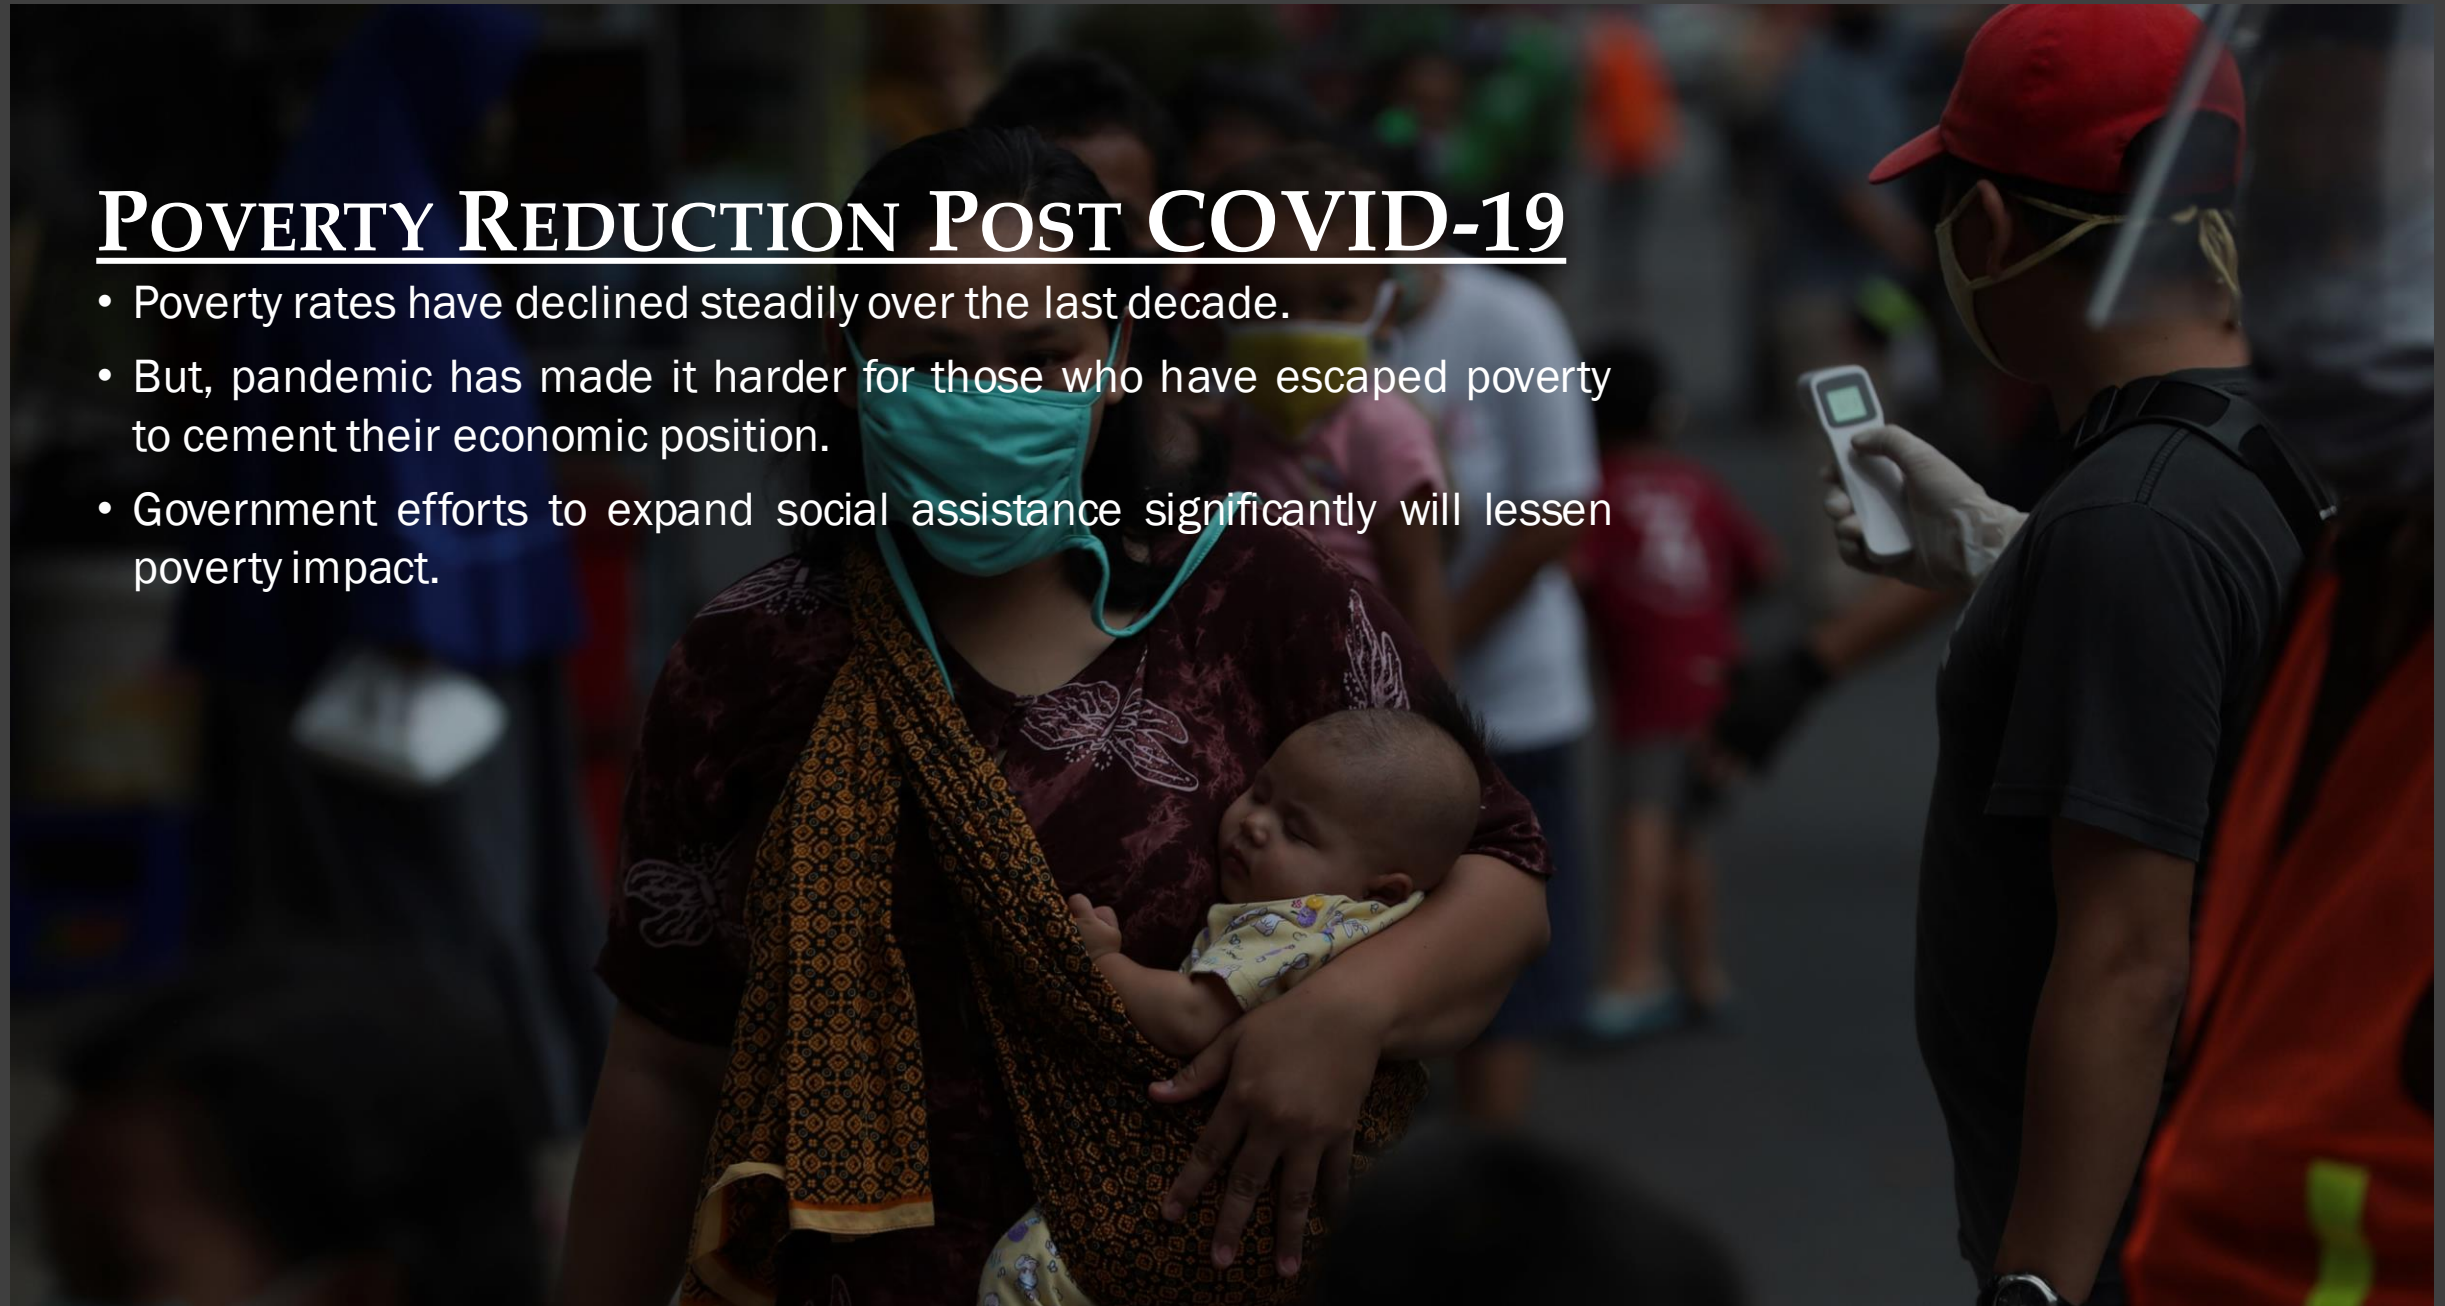 POVERTY REDUCTION POST COVID-19
• Poverty rates have declined steadily over the last decade.
• But, pandemic has made it harder for those who have escaped poverty
to cement their economic position.
• Government efforts to expand social assistance significantly will lessen
poverty impact.